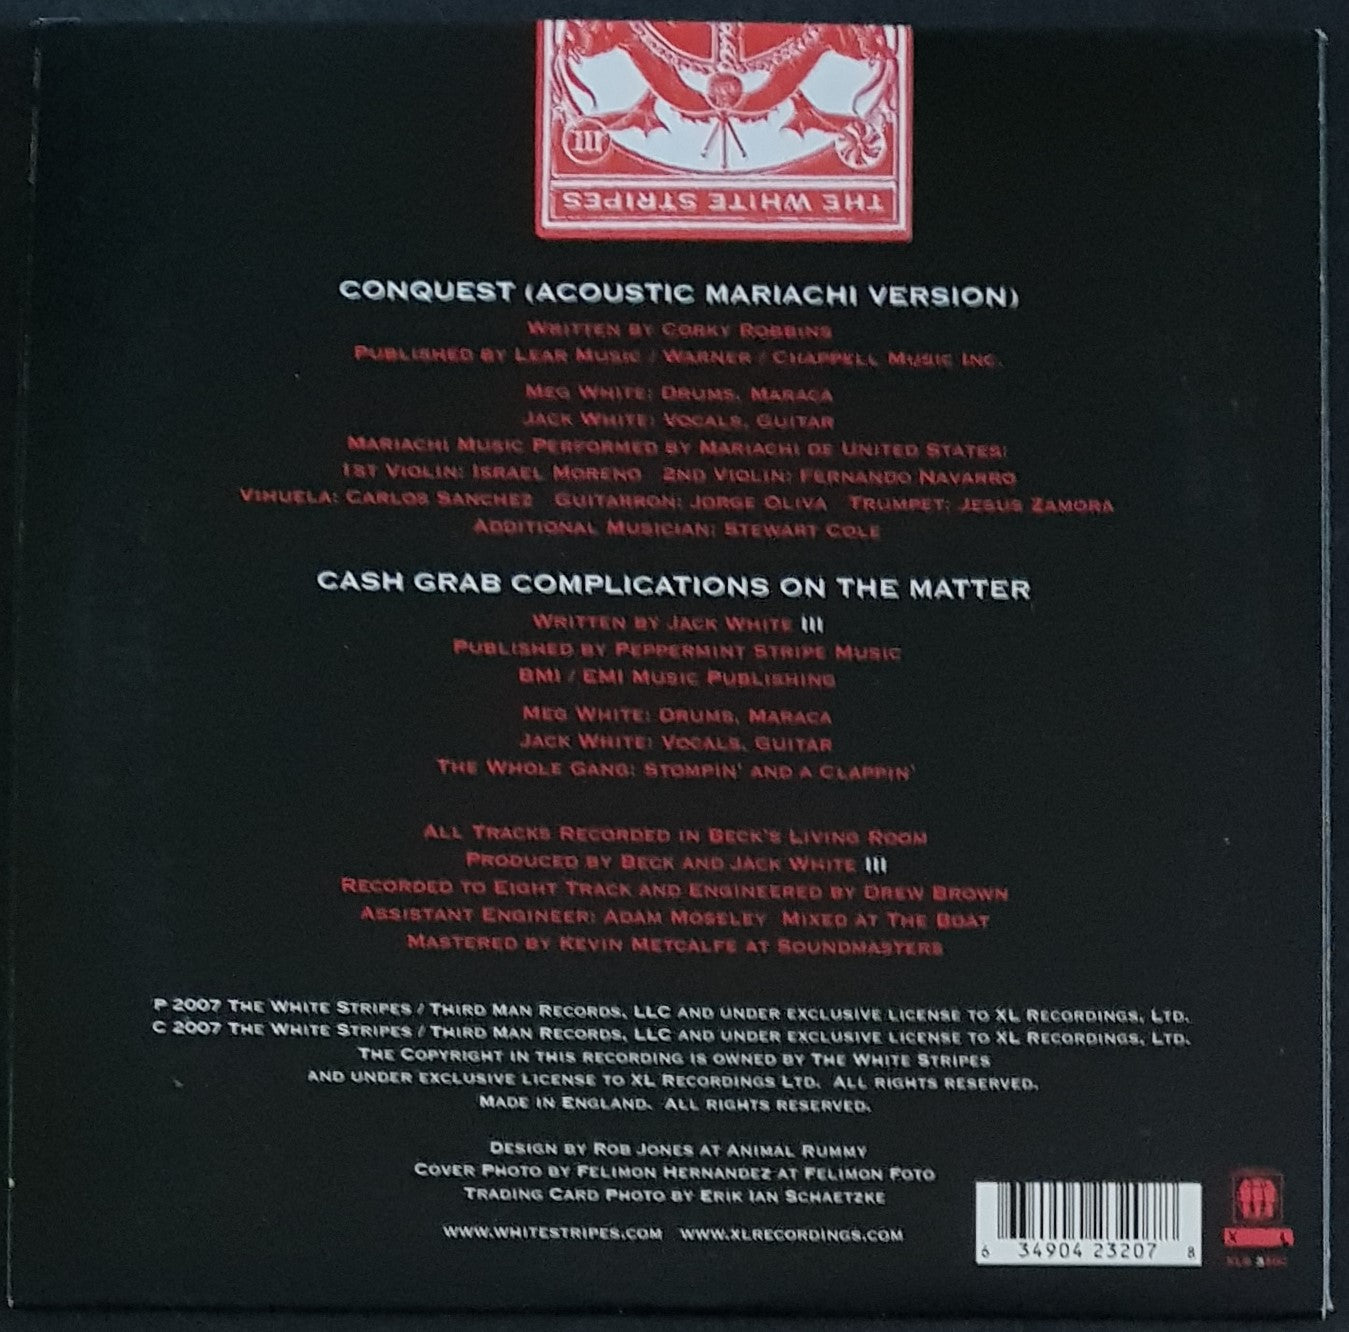 III
THE WHITE STRIPES
CONQUEST (ACOUSTIC MARIACHI VERSION)
WRITTEN BY CORKY ROBBINS
PUBLISHED BY LEAR MUSIC / WARNER / CHAPPELL MUSIC INC.
MEG WHITE: DRUMS, MARACA
JACK WHITE: VOCALS, GUITAR
MARIACHI MUSIC PERFORMED BY MARIACHI DE UNITED STATES:
1ST VIOLIN: ISRAEL MORENO 2ND VIOLIN: FERNANDO NAVARRO
VIHUELA: CARLOS SANCHEZ GUITARRON: JORGE OLIVA TRUMPET: JESUS ZAMORA
ADDITIONAL MUSICIAN: STEWART COLE
CASH GRAB COMPLICATIONS ON THE MATTER
WRITTEN BY JACK WHITE III
PUBLISHED BY PEPPERMINT STRIPE MUSIC
BMI / EMI MUSIC PUBLISHING
MEG WHITE: DRUMS, MARACA
JACK WHITE: VOCALS, GUITAR
THE WHOLE GANG: STOMPIN' AND A CLAPPIN'
ALL TRACKS RECORDED IN BECK'S LIVING ROOM
PRODUCED BY BECK AND JACK WHITE III
RECORDED TO EIGHT TRACK AND ENGINEERED BY DREW BROWN
ASSISTANT ENGINEER: ADAM MOSELEY MIXED AT THE BOAT
MASTERED BY KEVIN METCALFE AT SOUNDMASTERS
P 2007 THE WHITE STRIPES / THIRD MAN RECORDS, LLC AND UNDER EXCLUSIVE LICENSE TO XL RECORDINGS, LTD.
C 2007 THE WHITE STRIPES / THIRD MAN RECORDS, LLC AND UNDER EXCLUSIVE LICENSE TO XL RECORDINGS, LTD.
THE COPYRIGHT IN THIS RECORDING IS OWNED BY THE WHITE STRIPES
AND UNDER EXCLUSIVE LICENSE TO XL RECORDINGS LTD. ALL RIGHTS RESERVED.
MADE IN ENGLAND. ALL RIGHTS RESERVED.
DESIGN BY ROB JONES AT ANIMAL RUMMY
COVER PHOTO BY FELIMON HERNANDEZ AT FELIMON FOTO
TRADING CARD PHOTO BY ERIK IAN SCHAETZKE
WWW.WHITESTRIPES.COM WWW.XLRECORDINGS.COM
6 34904 23207 8
XL